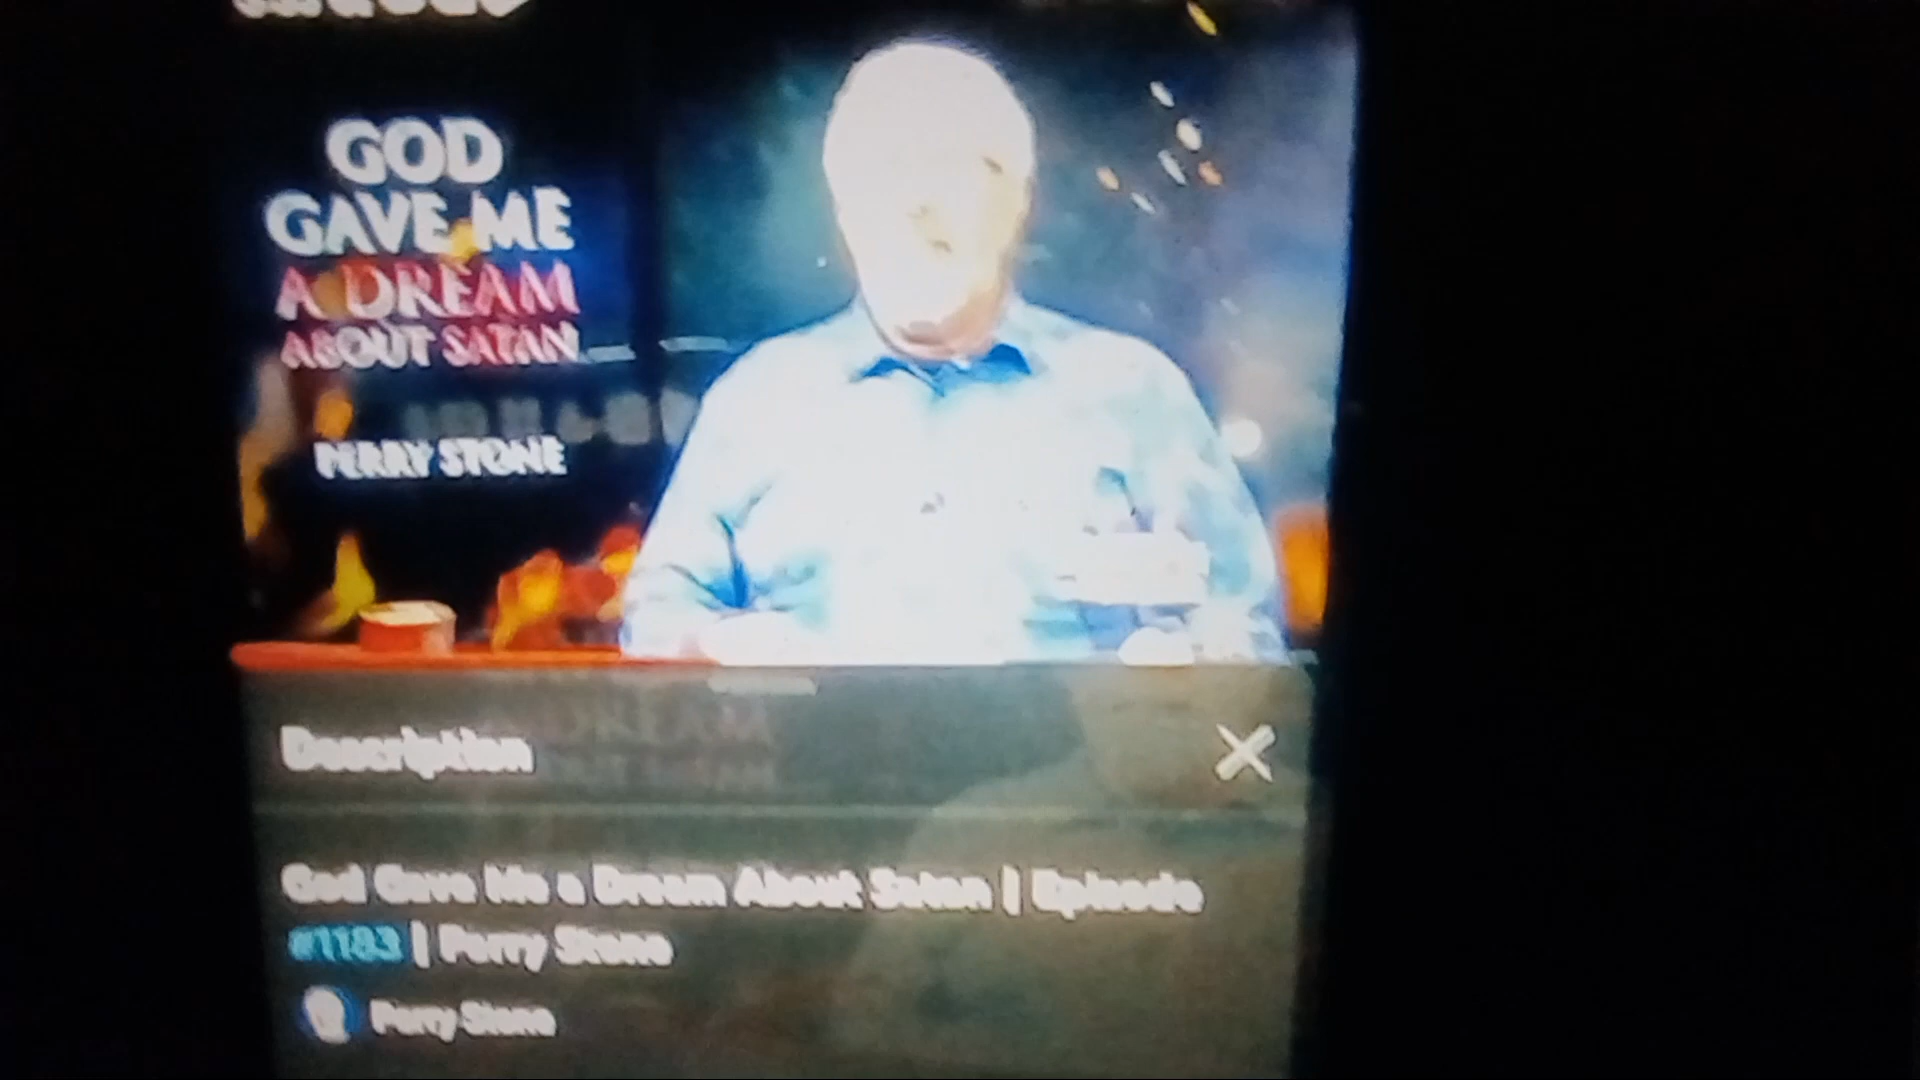 GOD
GAVE ME
A DREAM
ABOUT SATAN
PERRY STONE
Description
God Gave Me a Dream About Satan | Episode
#1183 | Perry Stone
Perry Stone